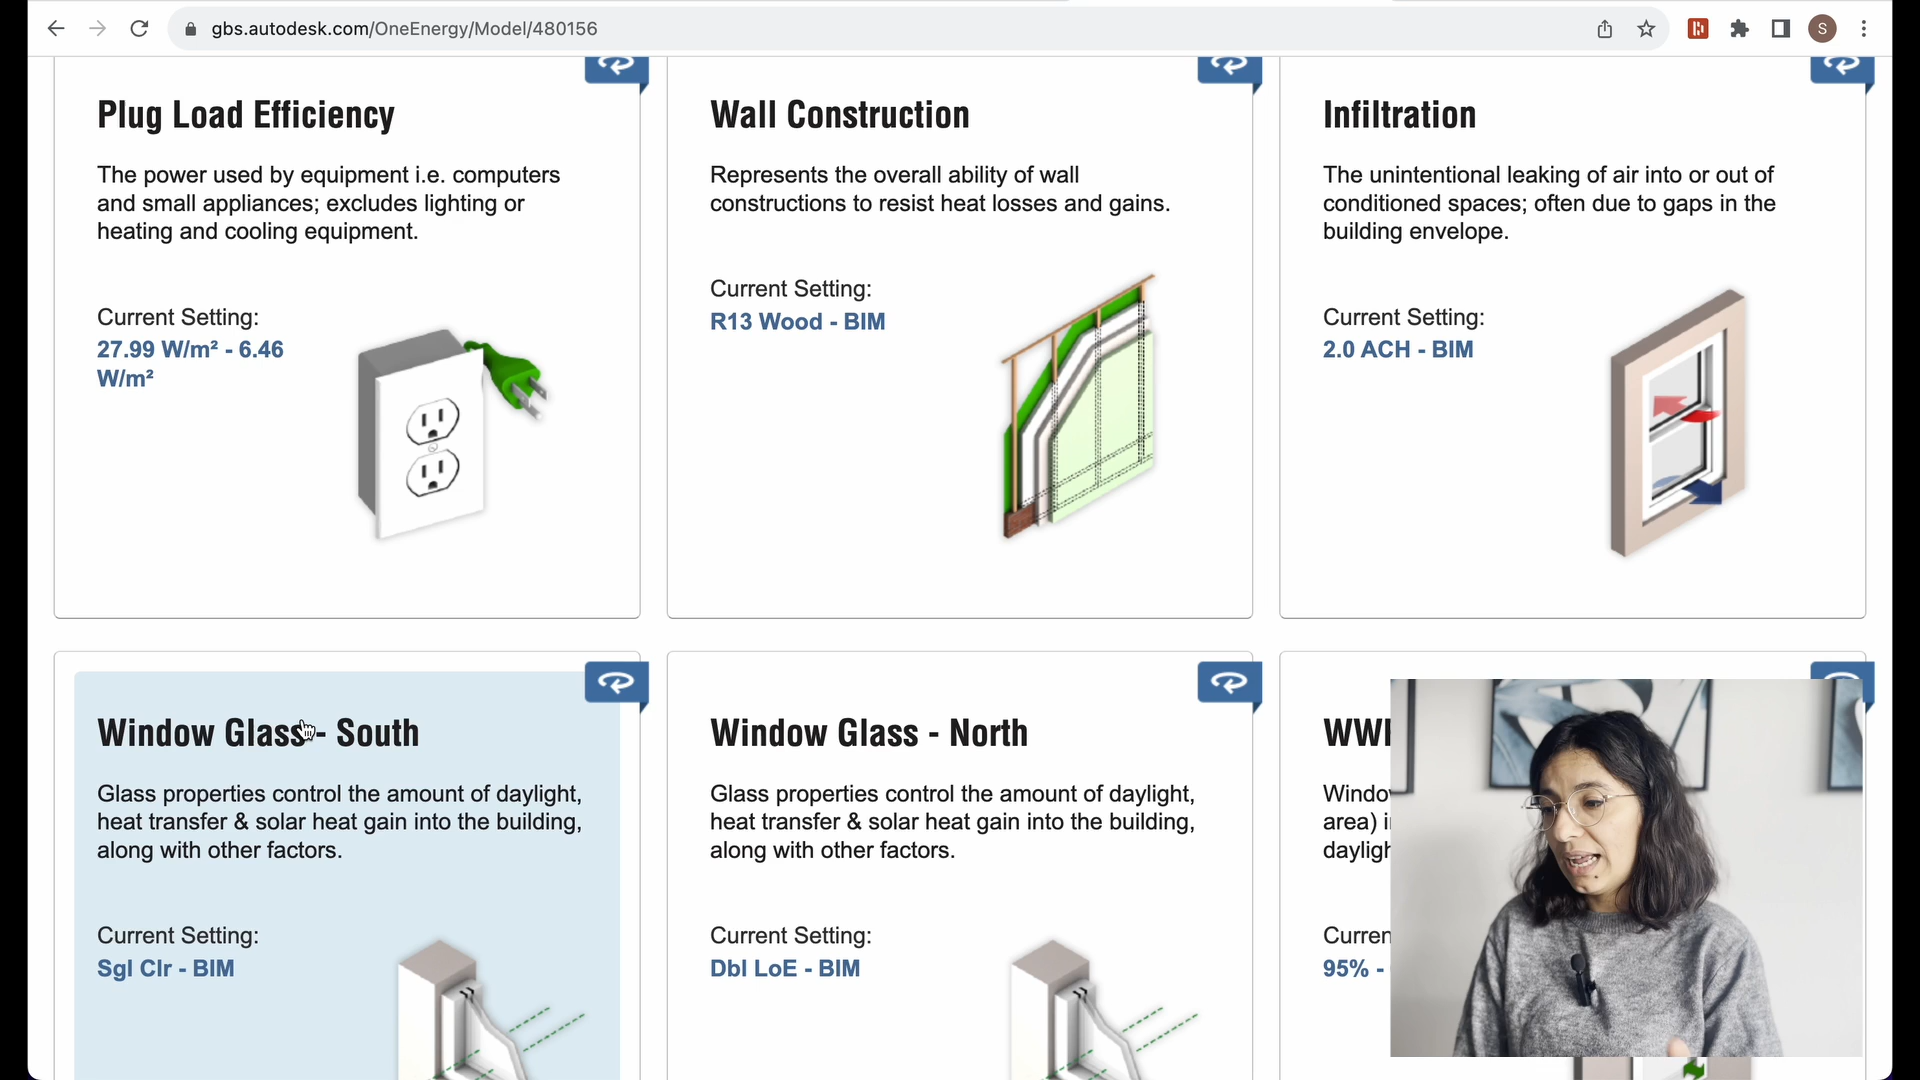 gbs.autodesk.com/OneEnergy/Model/480156
S
Plug Load Efficiency
The power used by equipment i.e. computers
and small appliances; excludes lighting or
heating and cooling equipment.
Current Setting:
27.99 W/m² - 6.46
W/m²
Wall Construction
Represents the overall ability of wall
constructions to resist heat losses and gains.
Current Setting:
R13 Wood - BIM
Infiltration
The unintentional leaking of air into or out of
conditioned spaces; often due to gaps in the
building envelope.
Current Setting:
2.0 ACH - BIM
Window Glass - South
Glass properties control the amount of daylight,
heat transfer & solar heat gain into the building,
along with other factors.
Current Setting:
Sgl Clr - BIM
Window Glass - North
Glass properties control the amount of daylight,
heat transfer & solar heat gain into the building,
along with other factors.
Current Setting:
Dbl LoE - BIM
area)
95% -